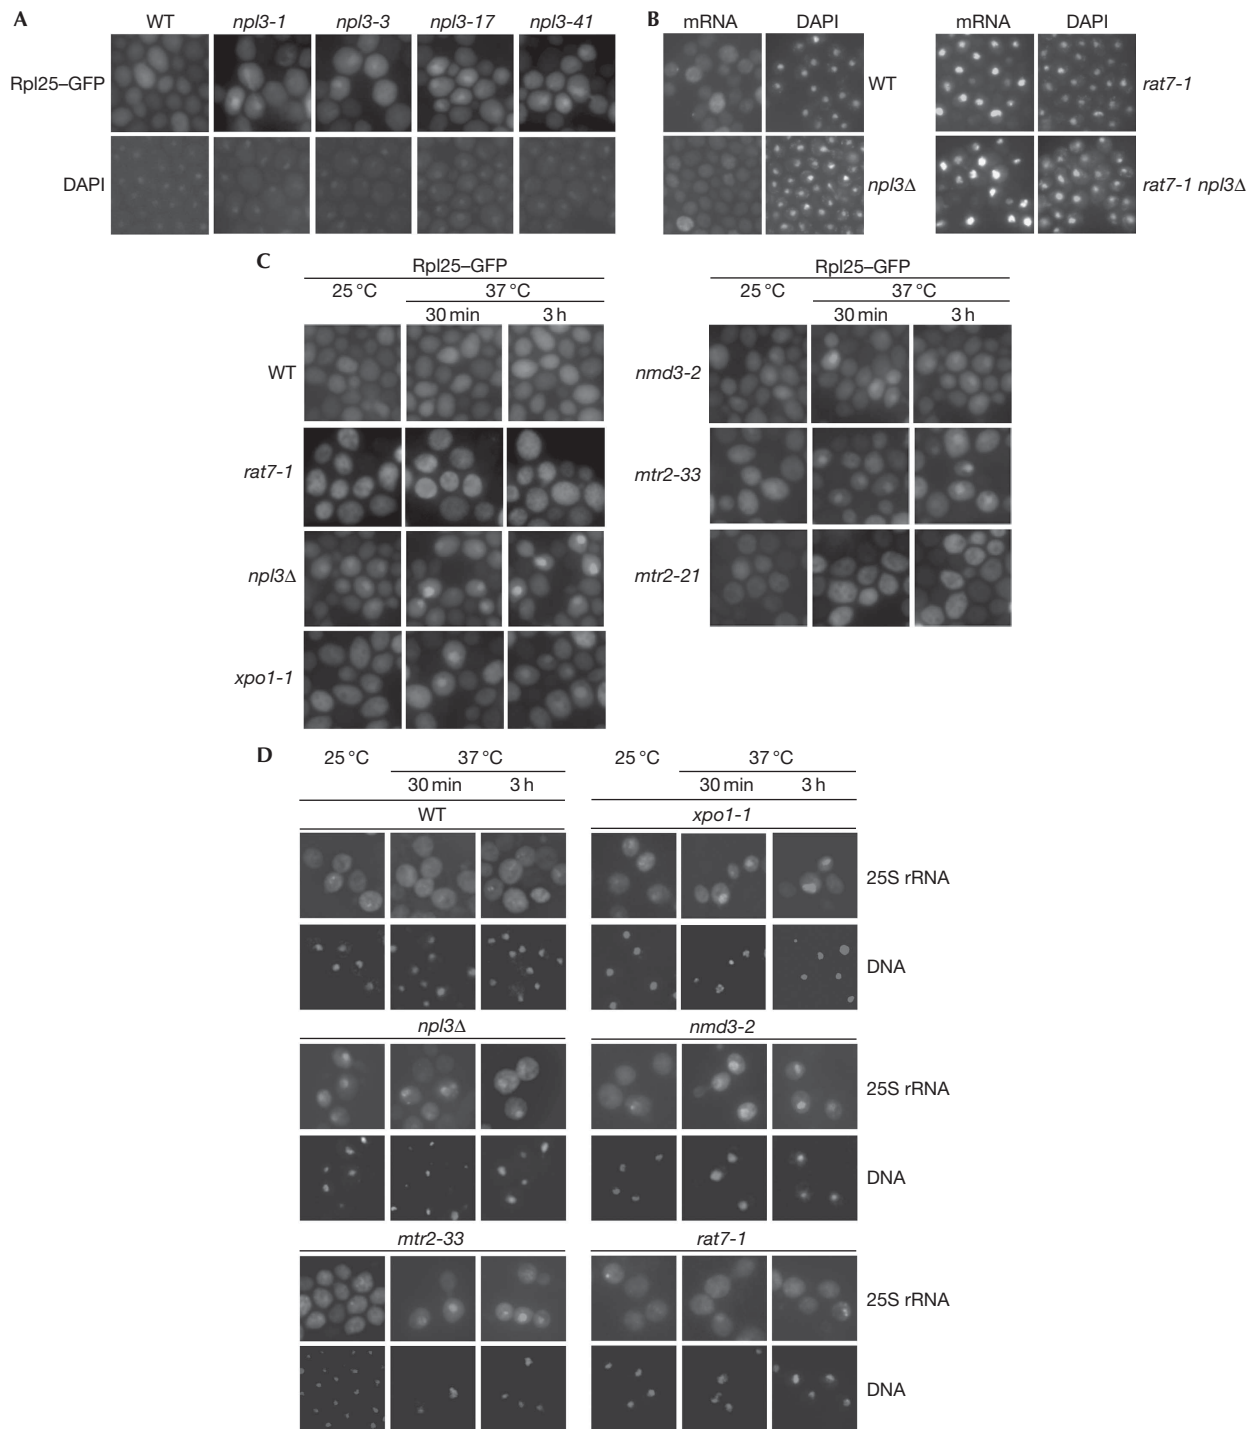 A
WT npl3-1 npl3-3 npl3-17 npl3-41
Rpl25–GFP
DAPI
B
mRNA DAPI mRNA DAPI
WT rat7-1
npl3Δ rat7-1 npl3Δ
C
Rpl25–GFP
25 °C 37 °C
30 min 3 h
WT
rat7-1
npl3Δ
xpo1-1
Rpl25–GFP
25 °C 37 °C
30 min 3 h
nmd3-2
mtr2-33
mtr2-21
D
25 °C 37 °C 25 °C 37 °C
30 min 3 h 30 min 3 h
WT xpo1-1
25S rRNA
DNA
npl3Δ nmd3-2
25S rRNA
DNA
mtr2-33 rat7-1
25S rRNA
DNA